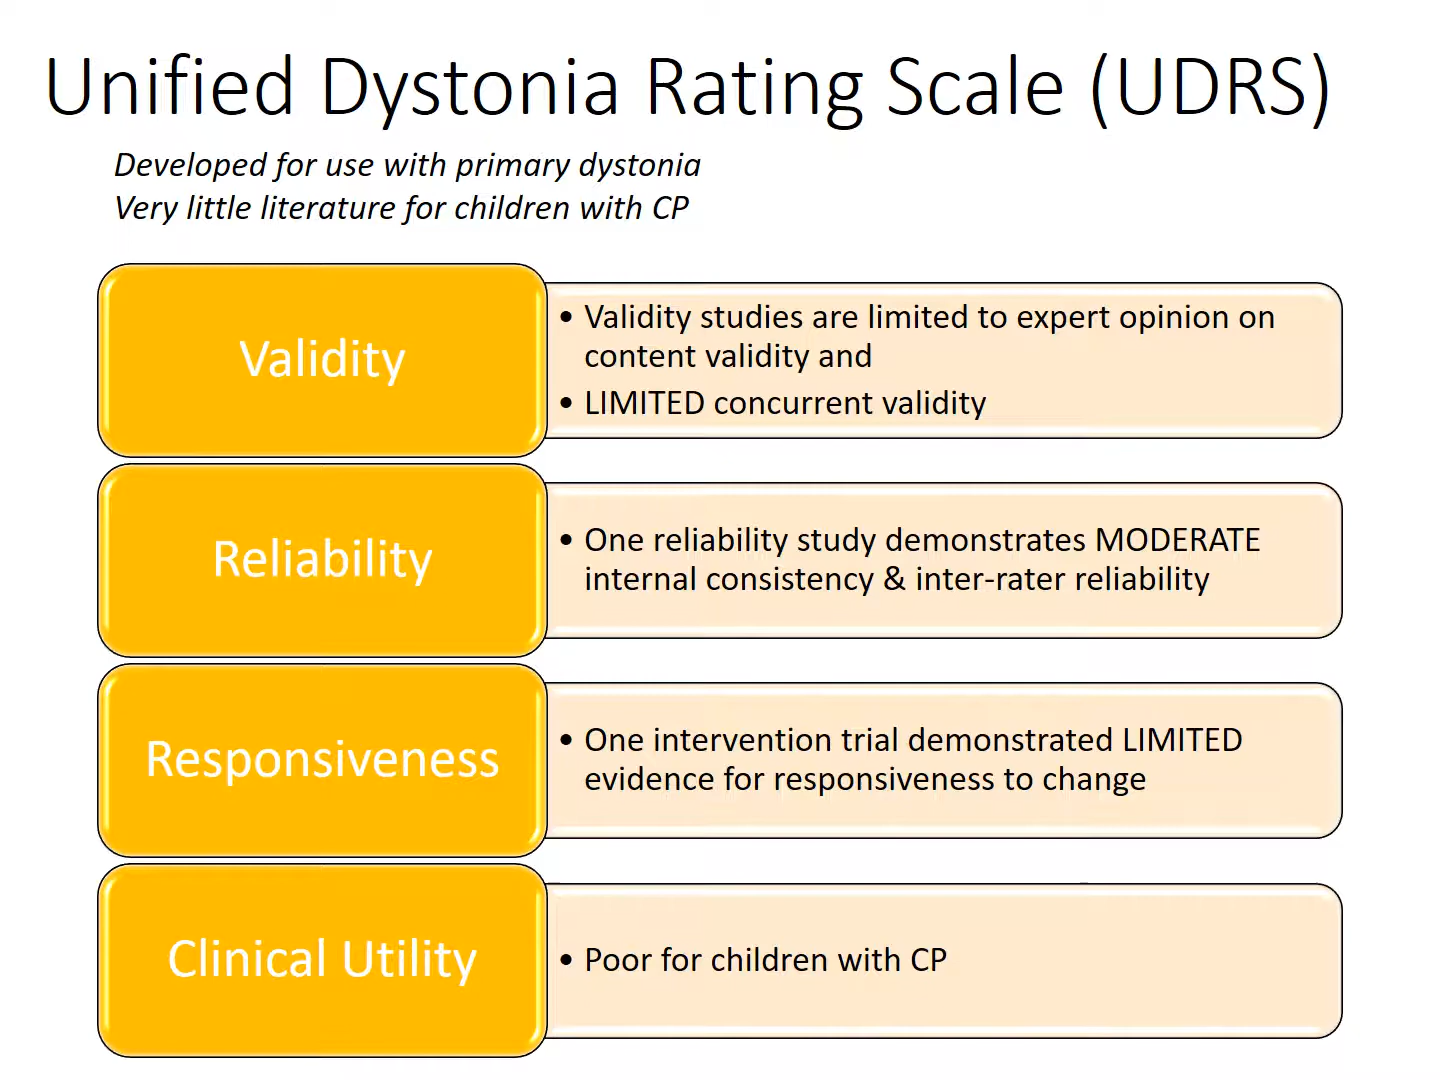 Unified Dystonia Rating Scale (UDRS)
Developed for use with primary dystonia
Very little literature for children with CP
Validity
• Validity studies are limited to expert opinion on
content validity and
• LIMITED concurrent validity
Reliability
• One reliability study demonstrates MODERATE
internal consistency & inter-rater reliability
Responsiveness
• One intervention trial demonstrated LIMITED
evidence for responsiveness to change
Clinical Utility
• Poor for children with CP